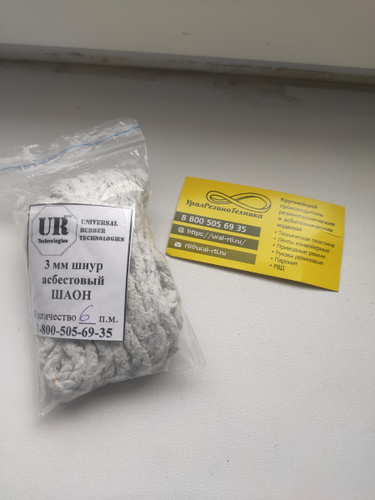 UR
Technologies
UNIVERSAL
RUBBER
TECHNOLOGIES
3 мм шнур
асбестовый
ШАОН
Количество 6 п.м.
8-800-505-69-35
УралРезиноТехника
8 800 505 69 35
https://ural-rti.ru/
rti@ural-rti.ru
Крупнейший
производитель
резинотехнических
и асботехнических
изделий
• Техническая пластина
• Ленты конвейерные
• Приводные ремни
• Рукава резиновые
• Паронит
• РВД